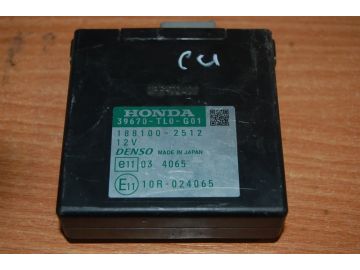 cu
HONDA
39670-TL0-G01
188100-2512
12V
DENSO MADE IN JAPAN
e11 03 4065
E11 10R-024065